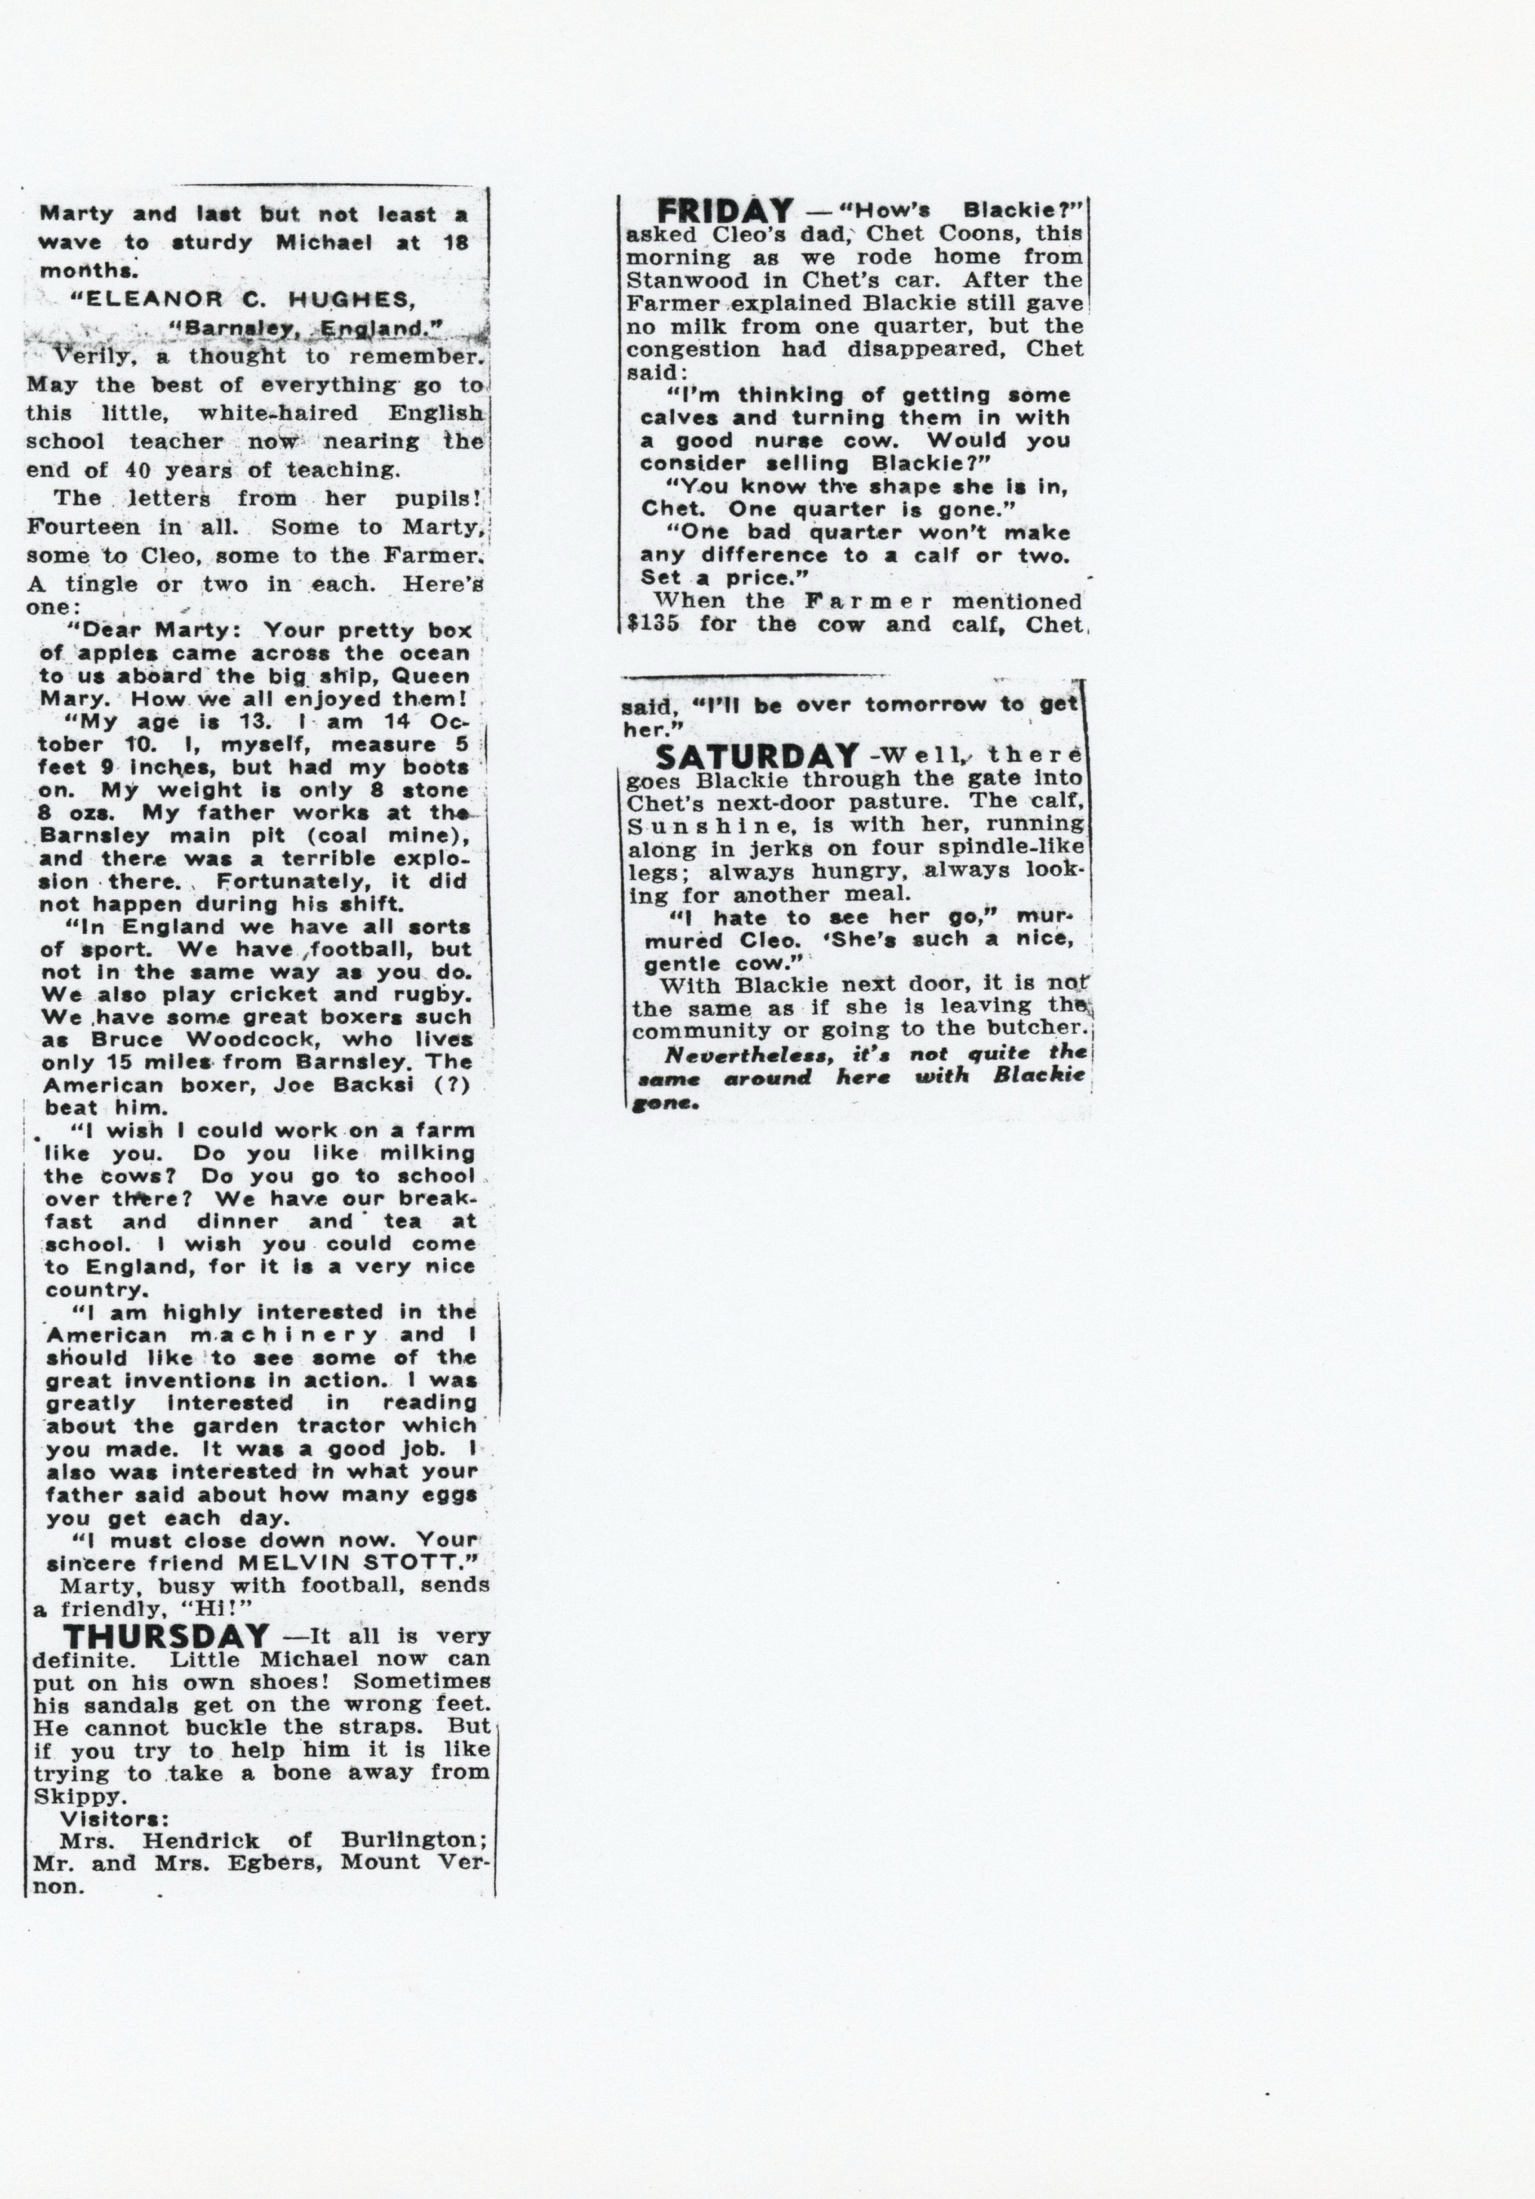 Marty and last but not least a
wave to sturdy Michael at 18
months.
"ELEANOR C. HUGHES,
"Barnsley, England."
Verily, a thought to remember.
May the best of everything go to
this little, white-haired English
school teacher now nearing the
end of 40 years of teaching.
The letters from her pupils!
Fourteen in all. Some to Marty,
some to Cleo, some to the Farmer.
A tingle or two in each. Here's
one:
"Dear Marty: Your pretty box
of apples came across the ocean
to us aboard the big ship, Queen
Mary. How we all enjoyed them!
"My age is 13. I am 14 Oc-
tober 10. I, myself, measure 5
feet 9 inches, but had my boots
on. My weight is only 8 stone
8 ozs. My father works at the
Barnsley main pit (coal mine),
and there was a terrible explo-
sion there. Fortunately, it did
not happen during his shift.
"In England we have all sorts
of sport. We have football, but
not in the same way as you do.
We also play cricket and rugby.
We have some great boxers such
as Bruce Woodcock, who lives
only 15 miles from Barnsley. The
American boxer, Joe Backsi (?)
beat him.
"I wish I could work on a farm
like you. Do you like milking
the cows? Do you go to school
over there? We have our break-
fast and dinner and tea at
school. I wish you could come
to England, for it is a very nice
country.
"I am highly interested in the
American machinery and I
should like to see some of the
great inventions in action. I was
greatly interested in reading
about the garden tractor which
you made. It was a good job. I
also was interested in what your
father said about how many eggs
you get each day.
"I must close down now. Your
sincere friend MELVIN STOTT."
Marty, busy with football, sends
a friendly, "Hi!"
THURSDAY —It all is very
definite. Little Michael now can
put on his own shoes! Sometimes
his sandals get on the wrong feet.
He cannot buckle the straps. But
if you try to help him it is like
trying to take a bone away from
Skippy.
Visitors:
Mrs. Hendrick of Burlington;
Mr. and Mrs. Egbers, Mount Ver-
non.
FRIDAY — "How's Blackie?"
asked Cleo's dad, Chet Coons, this
morning as we rode home from
Stanwood in Chet's car. After the
Farmer explained Blackie still gave
no milk from one quarter, but the
congestion had disappeared, Chet
said:
"I'm thinking of getting some
calves and turning them in with
a good nurse cow. Would you
consider selling Blackie?"
"You know the shape she is in,
Chet. One quarter is gone."
"One bad quarter won't make
any difference to a calf or two.
Set a price."
When the Farmer mentioned
$135 for the cow and calf, Chet
said, "I'll be over tomorrow to get
her."
SATURDAY -Well, there
goes Blackie through the gate into
Chet's next-door pasture. The calf,
Sunshine, is with her, running
along in jerks on four spindle-like
legs; always hungry, always look-
ing for another meal.
"I hate to see her go," mur-
mured Cleo. 'She's such a nice,
gentle cow."
With Blackie next door, it is not
the same as if she is leaving the
community or going to the butcher.
Nevertheless, it's not quite the
same around here with Blackie
gone.